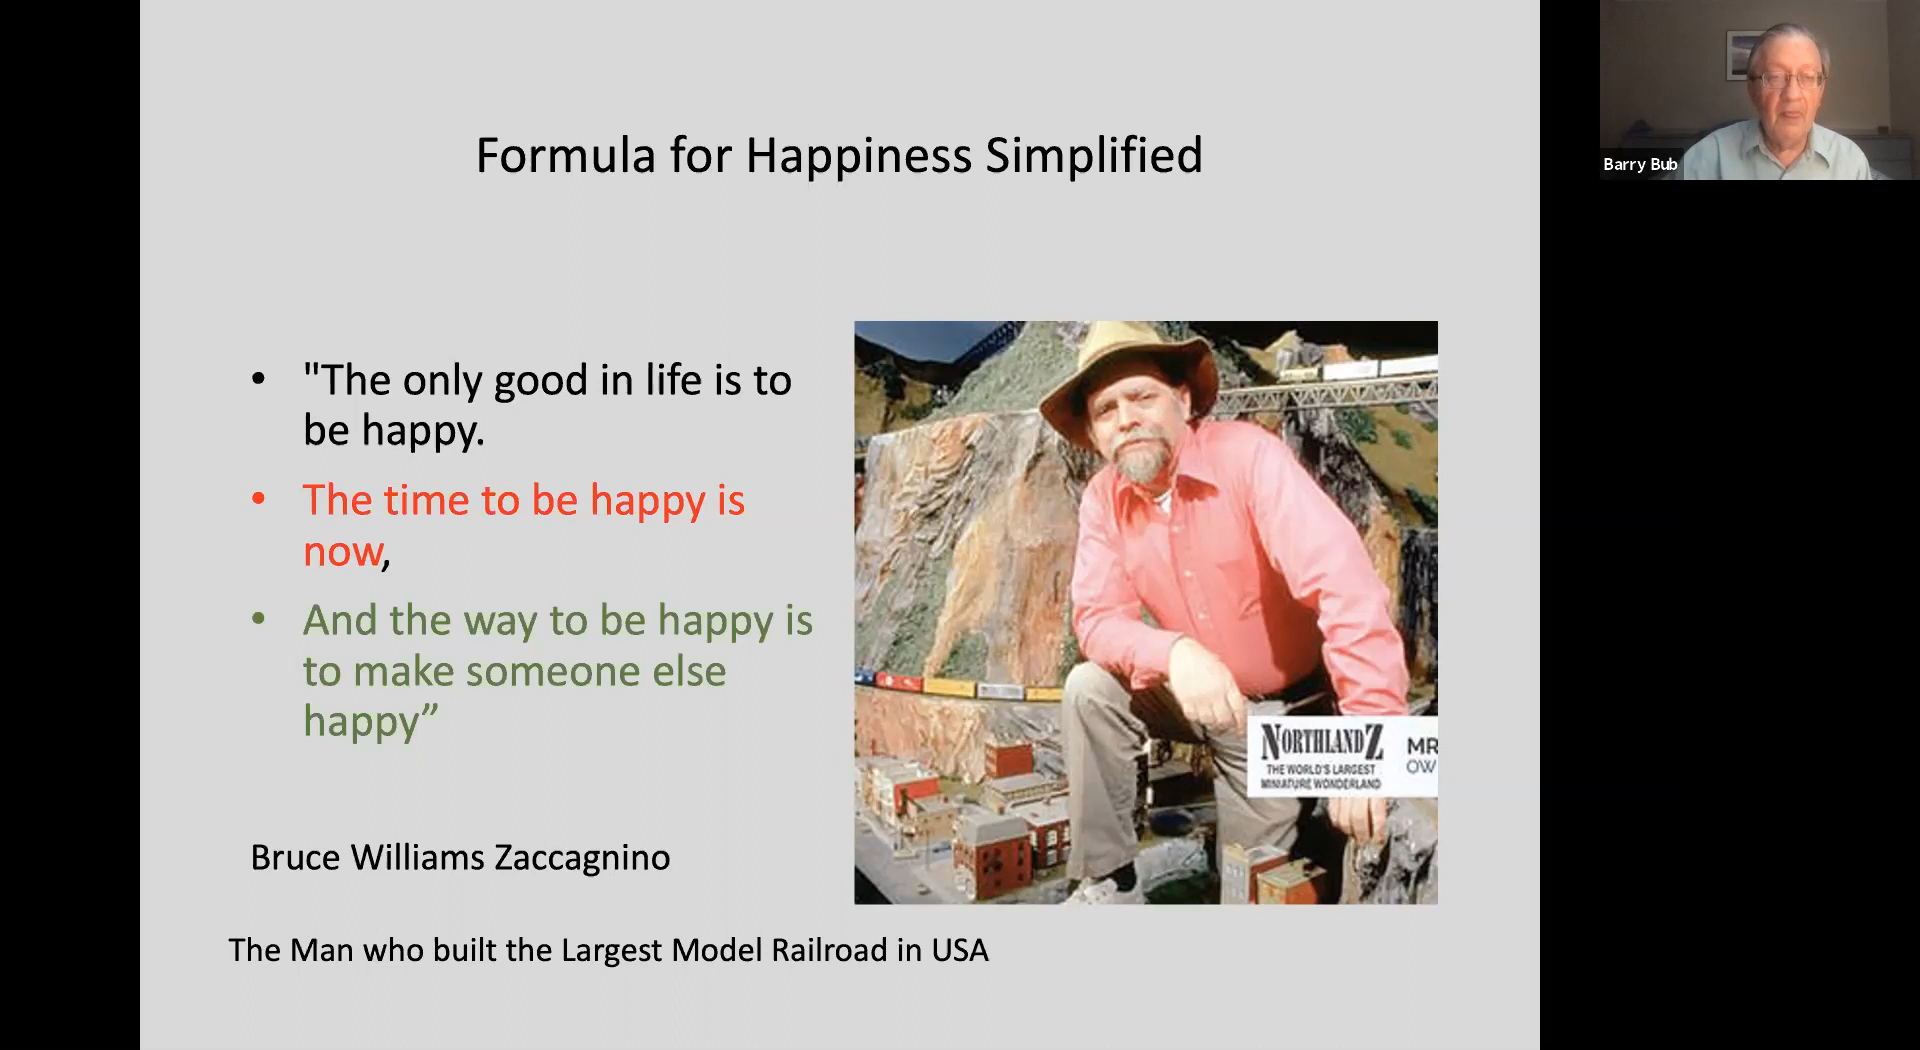 Formula for Happiness Simplified
• "The only good in life is to
be happy.
• The time to be happy is
now,
• And the way to be happy is
to make someone else
happy”
Bruce Williams Zaccagnino
The Man who built the Largest Model Railroad in USA
NORTHLANDZ
THE WORLD'S LARGEST
MINIATURE WONDERLAND
MR
OW
Barry Bub